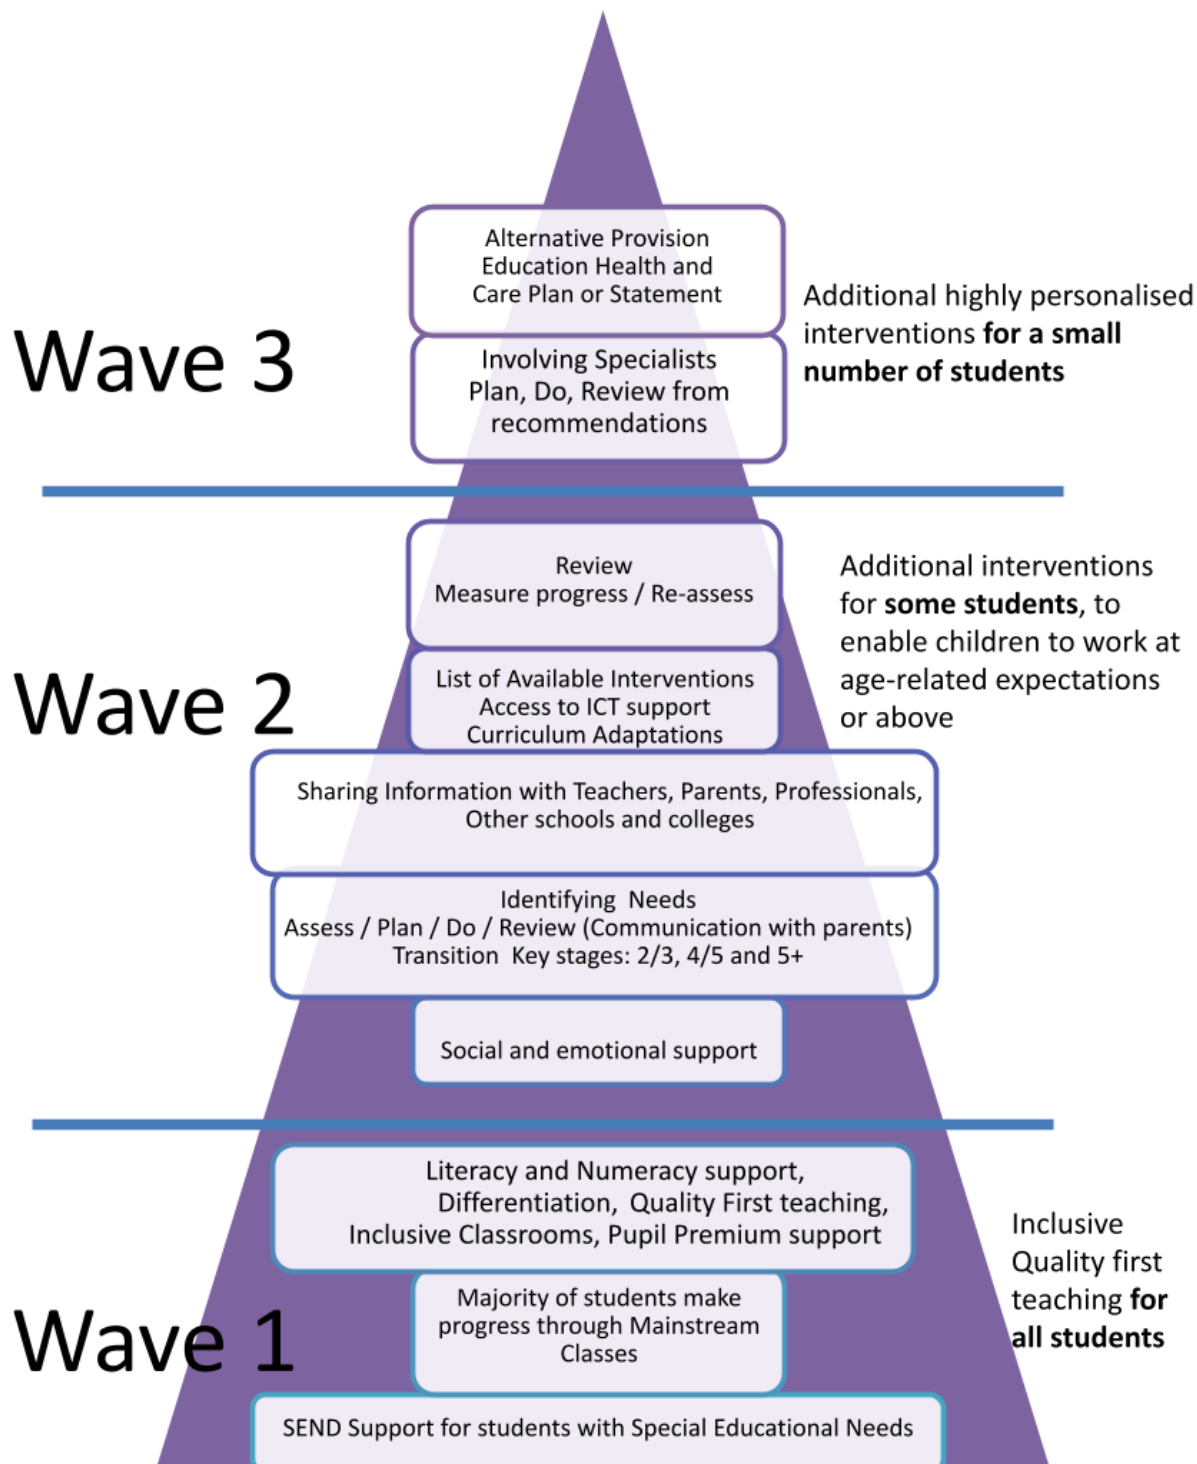 Alternative Provision
Education Health and
Care Plan or Statement
Wave 3
Involving Specialists
Plan, Do, Review from
recommendations
Additional highly personalised
interventions for a small
number of students
Review
Measure progress / Re-assess
Wave 2
List of Available Interventions
Access to ICT support
Curriculum Adaptations
Additional interventions
for some students, to
enable children to work at
age-related expectations
or above
Sharing Information with Teachers, Parents, Professionals,
Other schools and colleges
Identifying Needs
Assess / Plan / Do / Review (Communication with parents)
Transition Key stages: 2/3, 4/5 and 5+
Social and emotional support
Literacy and Numeracy support,
Differentiation, Quality First teaching,
Inclusive Classrooms, Pupil Premium support
Wave 1
Majority of students make
progress through Mainstream
Classes
Inclusive
Quality first
teaching for
all students
SEND Support for students with Special Educational Needs